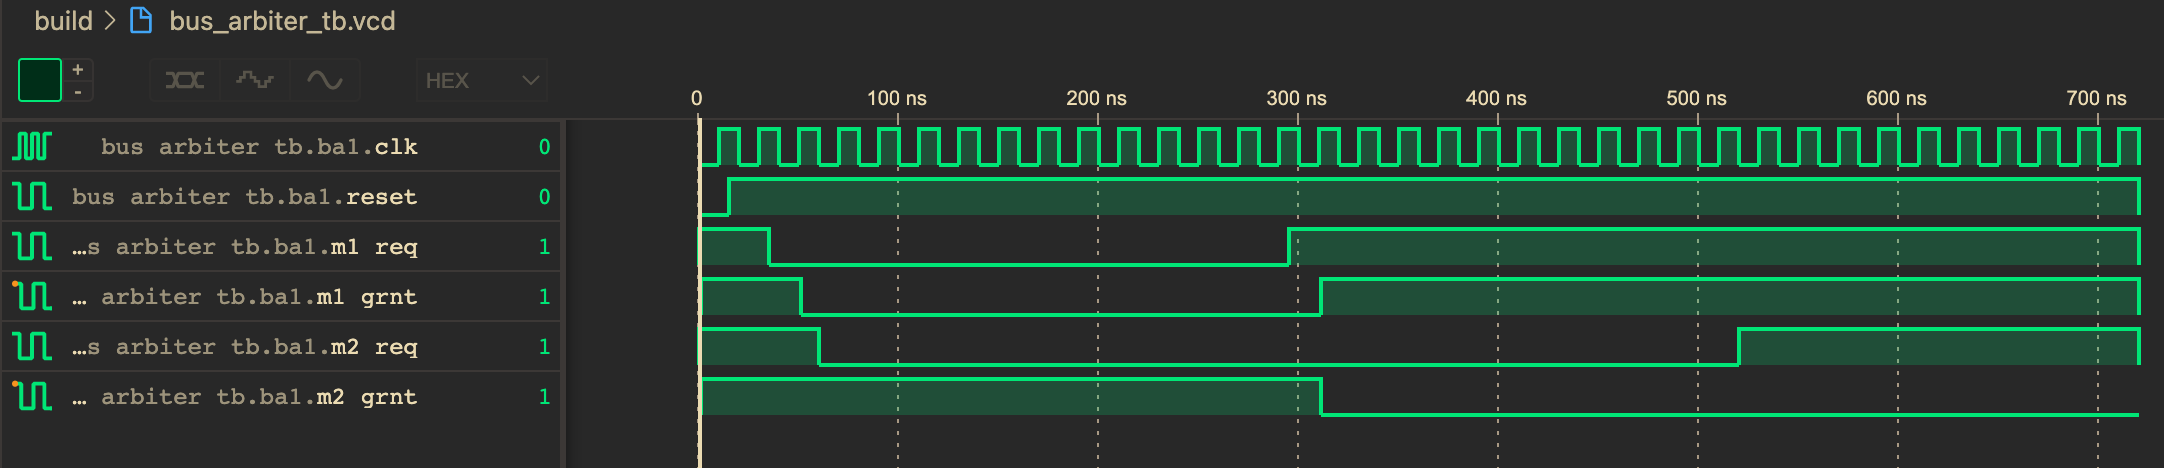 build > bus_arbiter_tb.vcd
+
-
HEX
0 100 ns 200 ns 300 ns 400 ns 500 ns 600 ns 700 ns
bus arbiter tb.ba1.clk 0
bus arbiter tb.ba1.reset 0
…s arbiter tb.ba1.m1 req 1
… arbiter tb.ba1.m1 grnt 1
…s arbiter tb.ba1.m2 req 1
… arbiter tb.ba1.m2 grnt 1